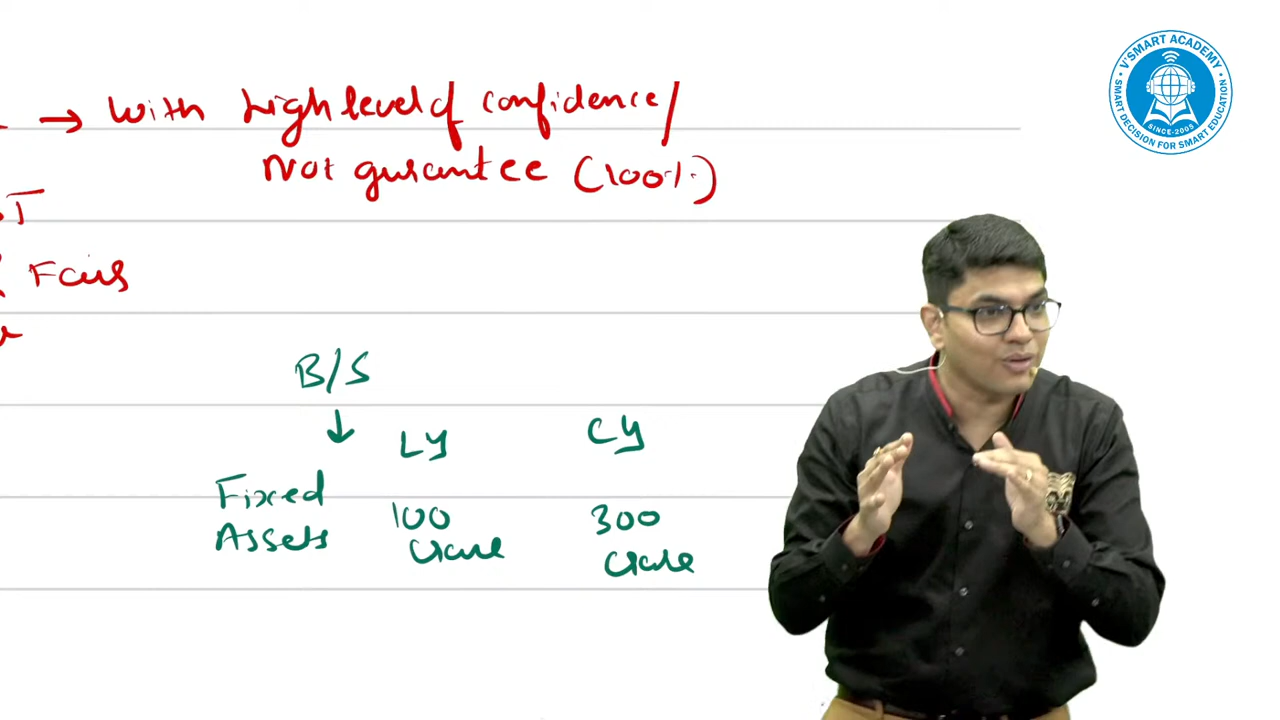 → With high level of confidence/
Not gurantee (100%)
Fairs
B/S
↓
LY CY
Fixed
Assets
100
Crore
300
Crore
V'SMART ACADEMY
SINCE-2005
SMART DECISION FOR SMART EDUCATION